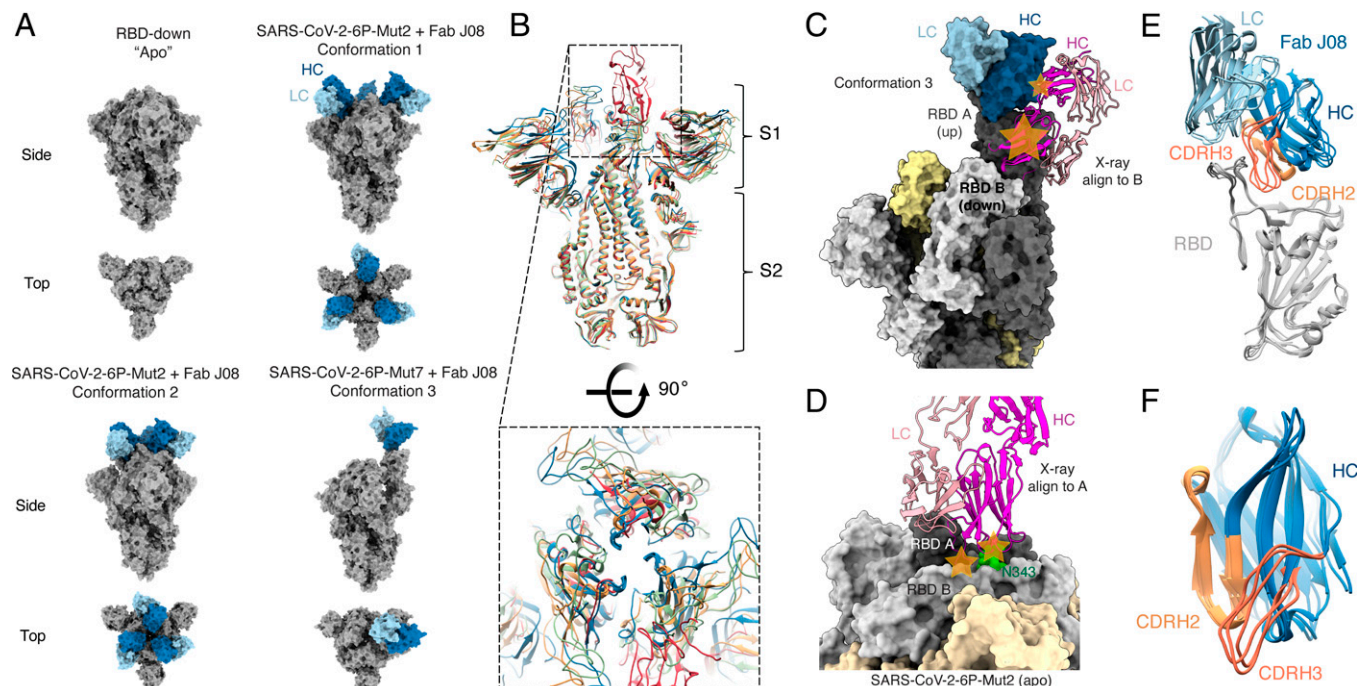 A
RBD-down
"Apo"
SARS-CoV-2-6P-Mut2 + Fab J08
Conformation 1
HC
LC
Side
Top
SARS-CoV-2-6P-Mut2 + Fab J08
Conformation 2
SARS-CoV-2-6P-Mut7 + Fab J08
Conformation 3
Side
Top
B
S1
S2
90°
C
LC
HC
HC
LC
Conformation 3
RBD A
(up)
X-ray
align to B
RBD B
(down)
D
LC
HC
X-ray
align to A
RBD A
N343
RBD B
SARS-CoV-2-6P-Mut2 (apo)
E
LC
Fab J08
HC
CDRH3
CDRH2
RBD
F
HC
CDRH2
CDRH3